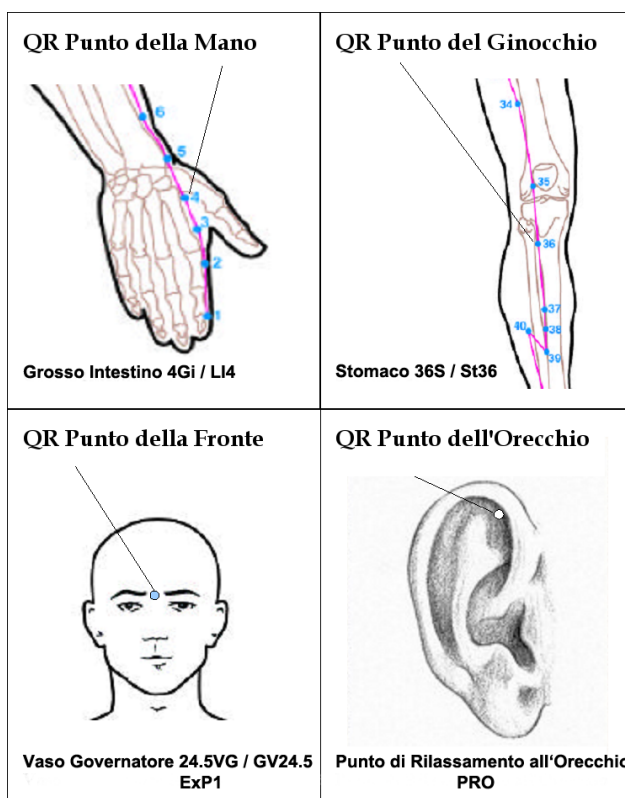 QR Punto della Mano
6
5
4
3
2
1
Grosso Intestino 4Gi / LI4
QR Punto del Ginocchio
34
35
36
37
38
40
39
Stomaco 36S / St36
QR Punto della Fronte
Vaso Governatore 24.5VG / GV24.5
ExP1
QR Punto dell'Orecchio
Punto di Rilassamento all‘Orecchio
PRO